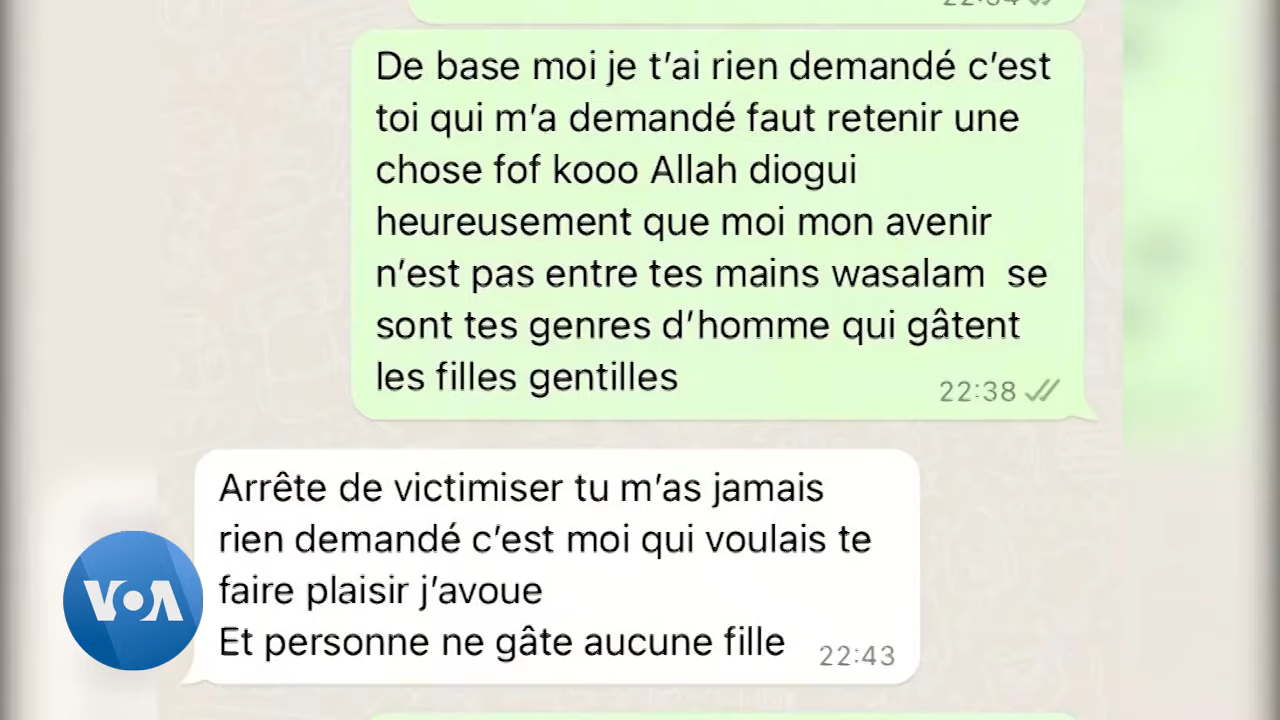 22:34
De base moi je t’ai rien demandé c’est
toi qui m’a demandé faut retenir une
chose fof kooo Allah diogui
heureusement que moi mon avenir
n’est pas entre tes mains wasalam  se
sont tes genres d’homme qui gâtent
les filles gentilles
22:38
Arrête de victimiser tu m’as jamais
rien demandé c’est moi qui voulais te
faire plaisir j’avoue
Et personne ne gâte aucune fille
22:43
VOA